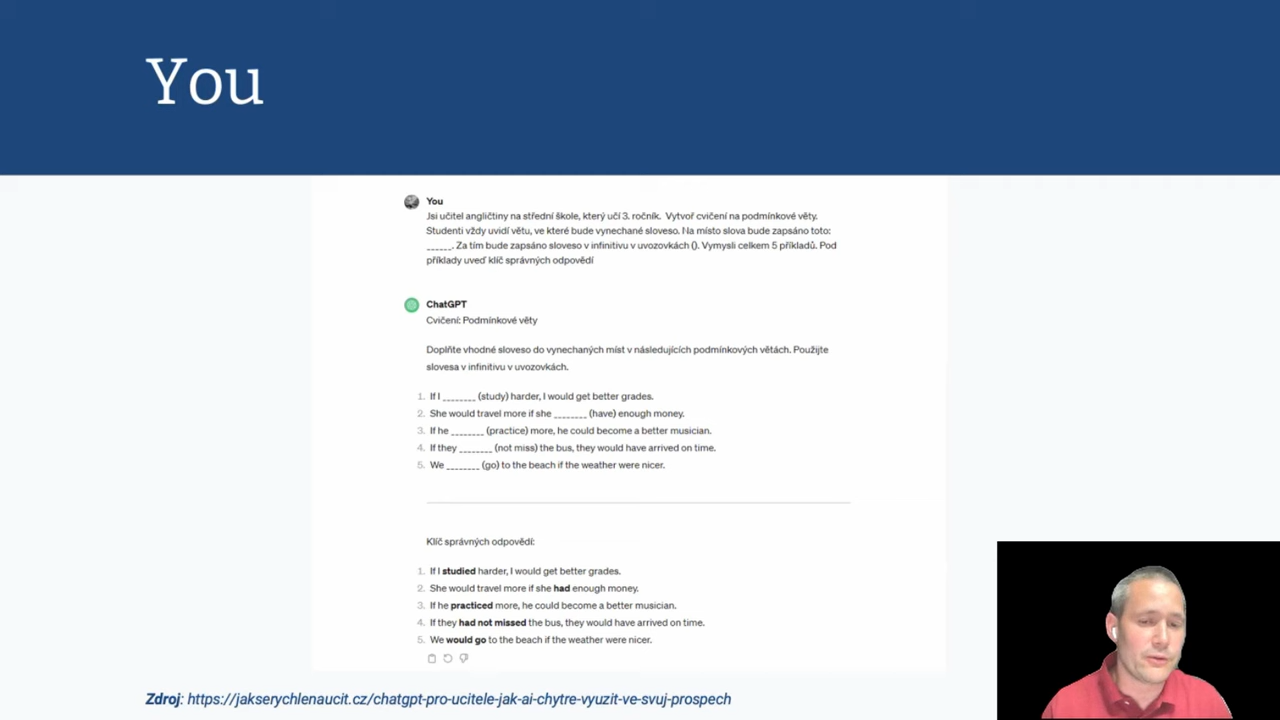 You
You
Jsi učitel angličtiny na střední škole, který učí 3. ročník.  Vytvoř cvičení na podmínkové věty.
Studenti vždy uvidí větu, ve které bude vynechané sloveso. Na místo slova bude zapsáno toto:
______. Za tím bude zapsáno sloveso v infinitivu v uvozovkách (). Vymysli celkem 5 příkladů. Pod
příklady uveď klíč správných odpovědí
ChatGPT
Cvičení: Podmínkové věty
Doplňte vhodné sloveso do vynechaných míst v následujících podmínkových větách. Použijte
slovesa v infinitivu v uvozovkách.
1. If I ________ (study) harder, I would get better grades.
2. She would travel more if she ________ (have) enough money.
3. If he ________ (practice) more, he could become a better musician.
4. If they ________ (not miss) the bus, they would have arrived on time.
5. We ________ (go) to the beach if the weather were nicer.
Klíč správných odpovědí:
1. If I studied harder, I would get better grades.
2. She would travel more if she had enough money.
3. If he practiced more, he could become a better musician.
4. If they had not missed the bus, they would have arrived on time.
5. We would go to the beach if the weather were nicer.
Zdroj: https://jakserychlenaucit.cz/chatgpt-pro-ucitele-jak-ai-chytre-vyuzit-ve-svuj-prospech